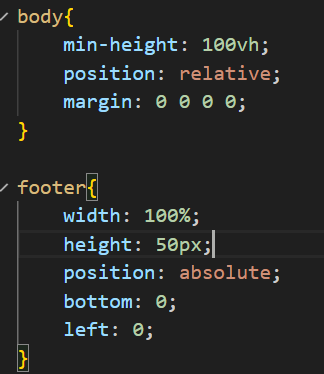 body{
min-height: 100vh;
position: relative;
margin: 0 0 0 0;
}
footer{
width: 100%;
height: 50px;
position: absolute;
bottom: 0;
left: 0;
}